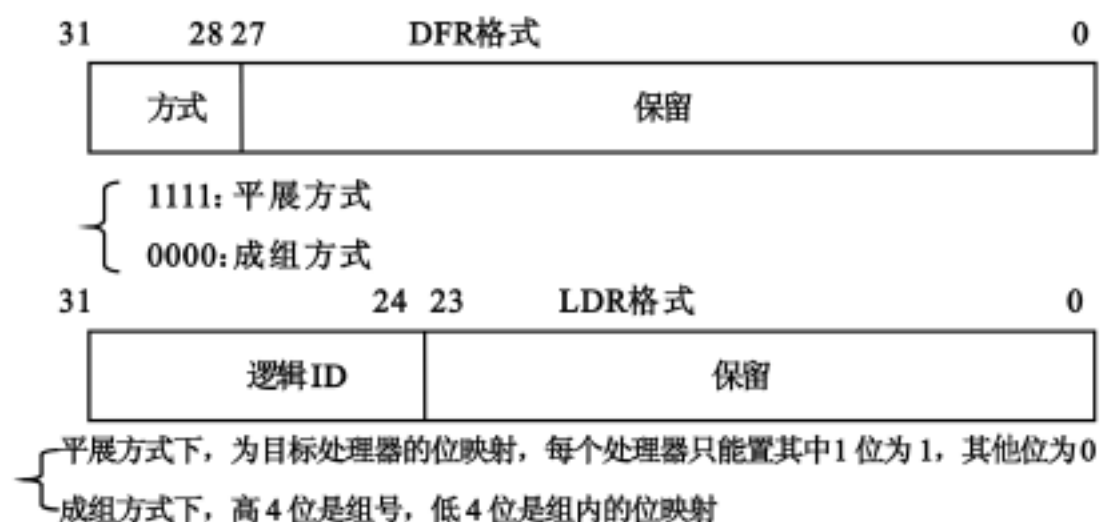 31 28 27 DFR格式 0
方式 保留
1111: 平展方式
0000: 成组方式
31 24 23 LDR格式 0
逻辑ID 保留
平展方式下，为目标处理器的位映射，每个处理器只能置其中1位为1，其他位为0
成组方式下，高4位是组号，低4位是组内的位映射